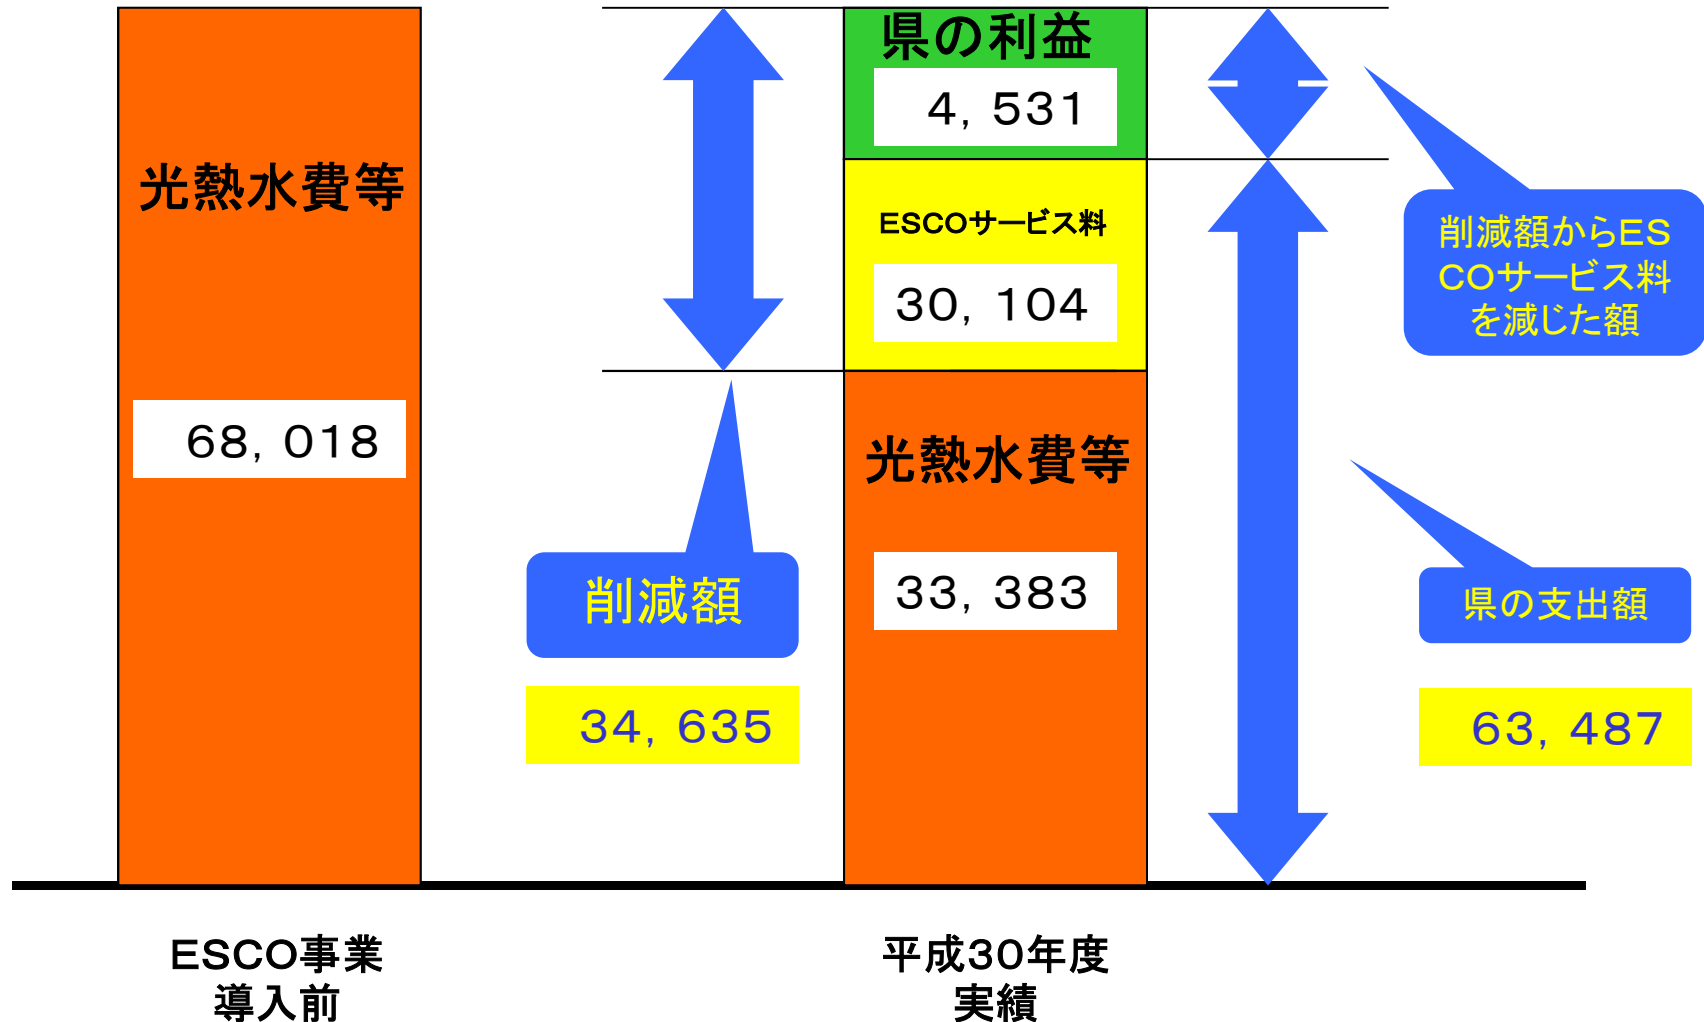 光熱水費等
68，018
ESCO事業
導入前
削減額
34，635
県の利益
4，531
ESCOサービス料
30，104
光熱水費等
33，383
平成30年度
実績
削減額からES
COサービス料
を減じた額
県の支出額
63，487